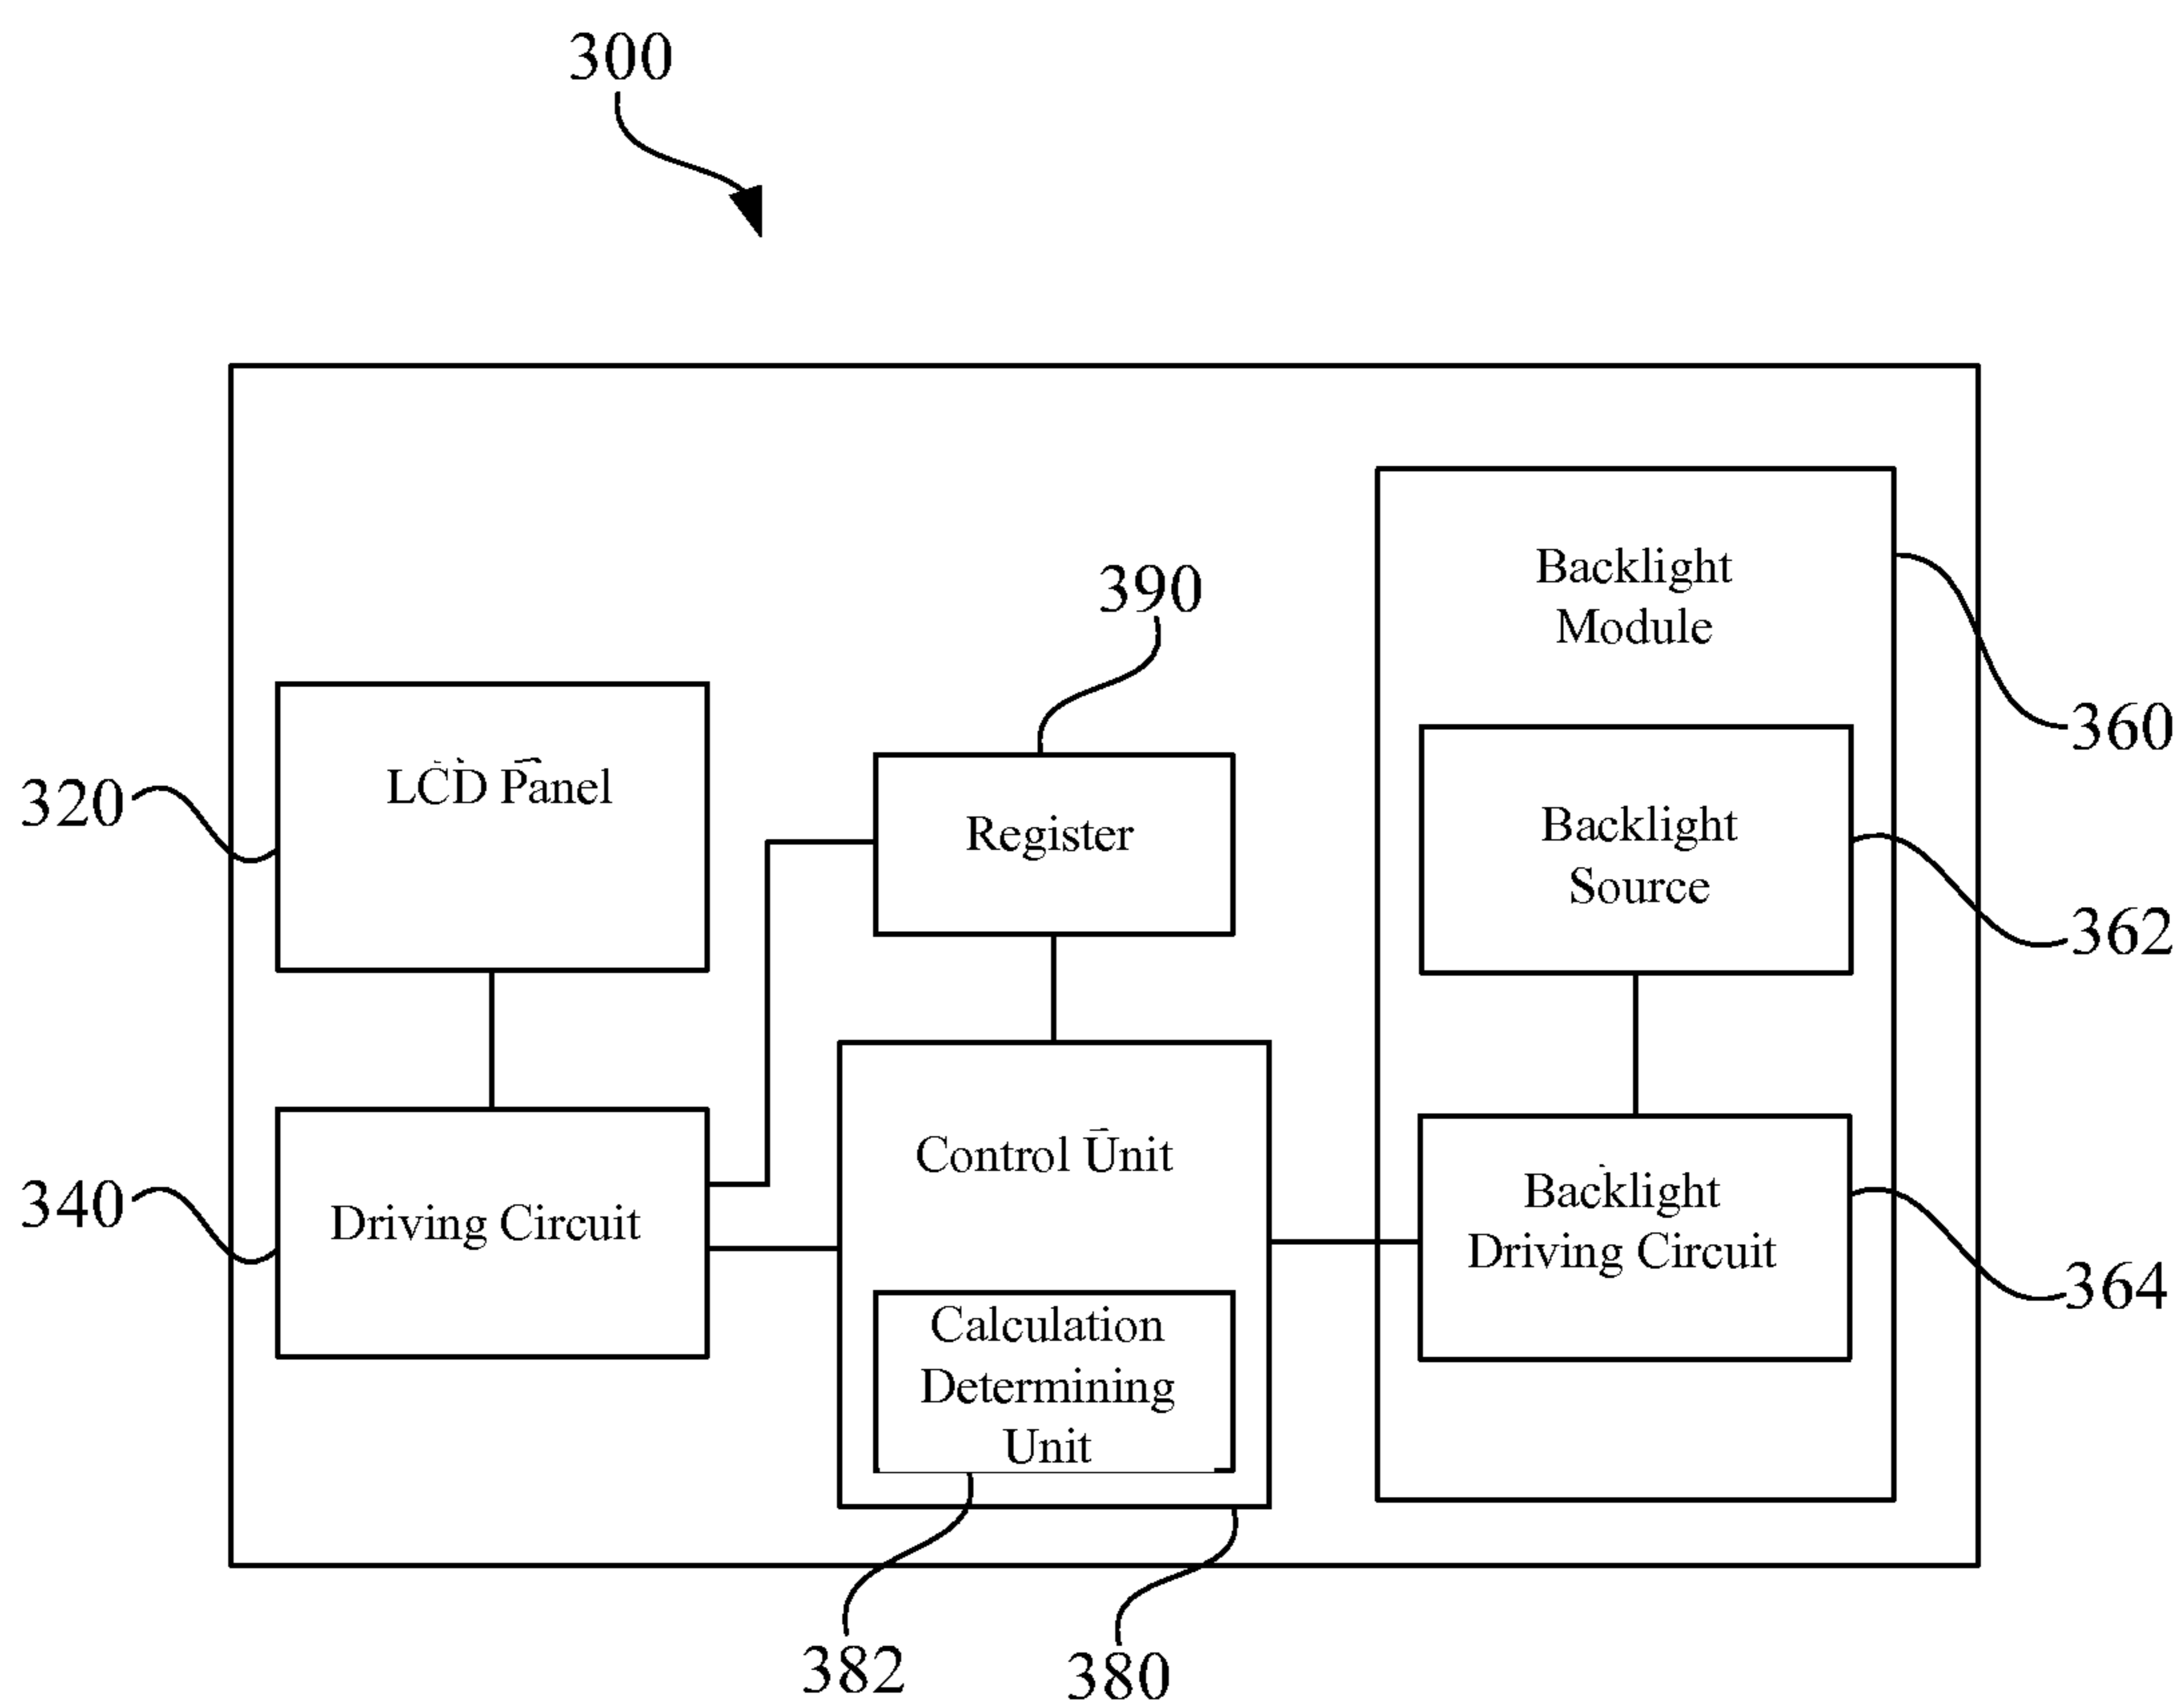 300
390
Backlight
Module
360
LCD Panel
320
Register
Backlight
Source
362
Control Unit
340
Driving Circuit
Backlight
Driving Circuit
364
Calculation
Determining
Unit
382
380